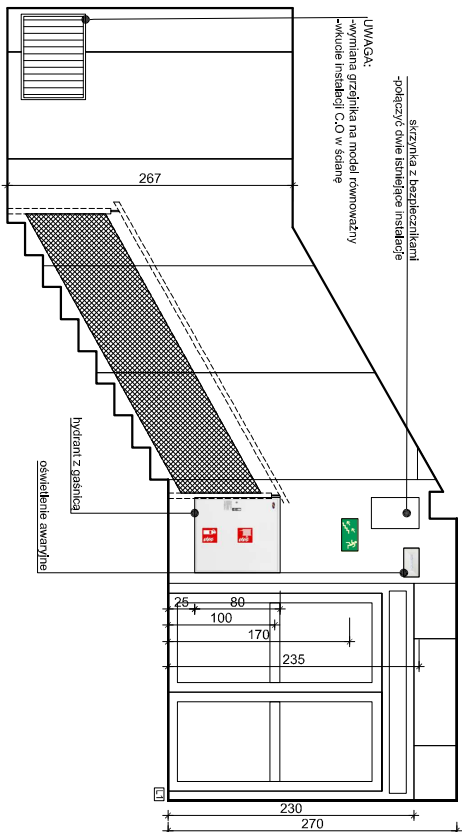 UWAGA:
-wymiana grzejnika na model równoważny
-wkucie instalacji C.O w ścianę
skrzynka z bezpiecznikami
-połączyć dwie istniejące instalacje
267
hydrant z gaśnicą
oświetlenie awaryjne
25
80
100
170
235
230
270